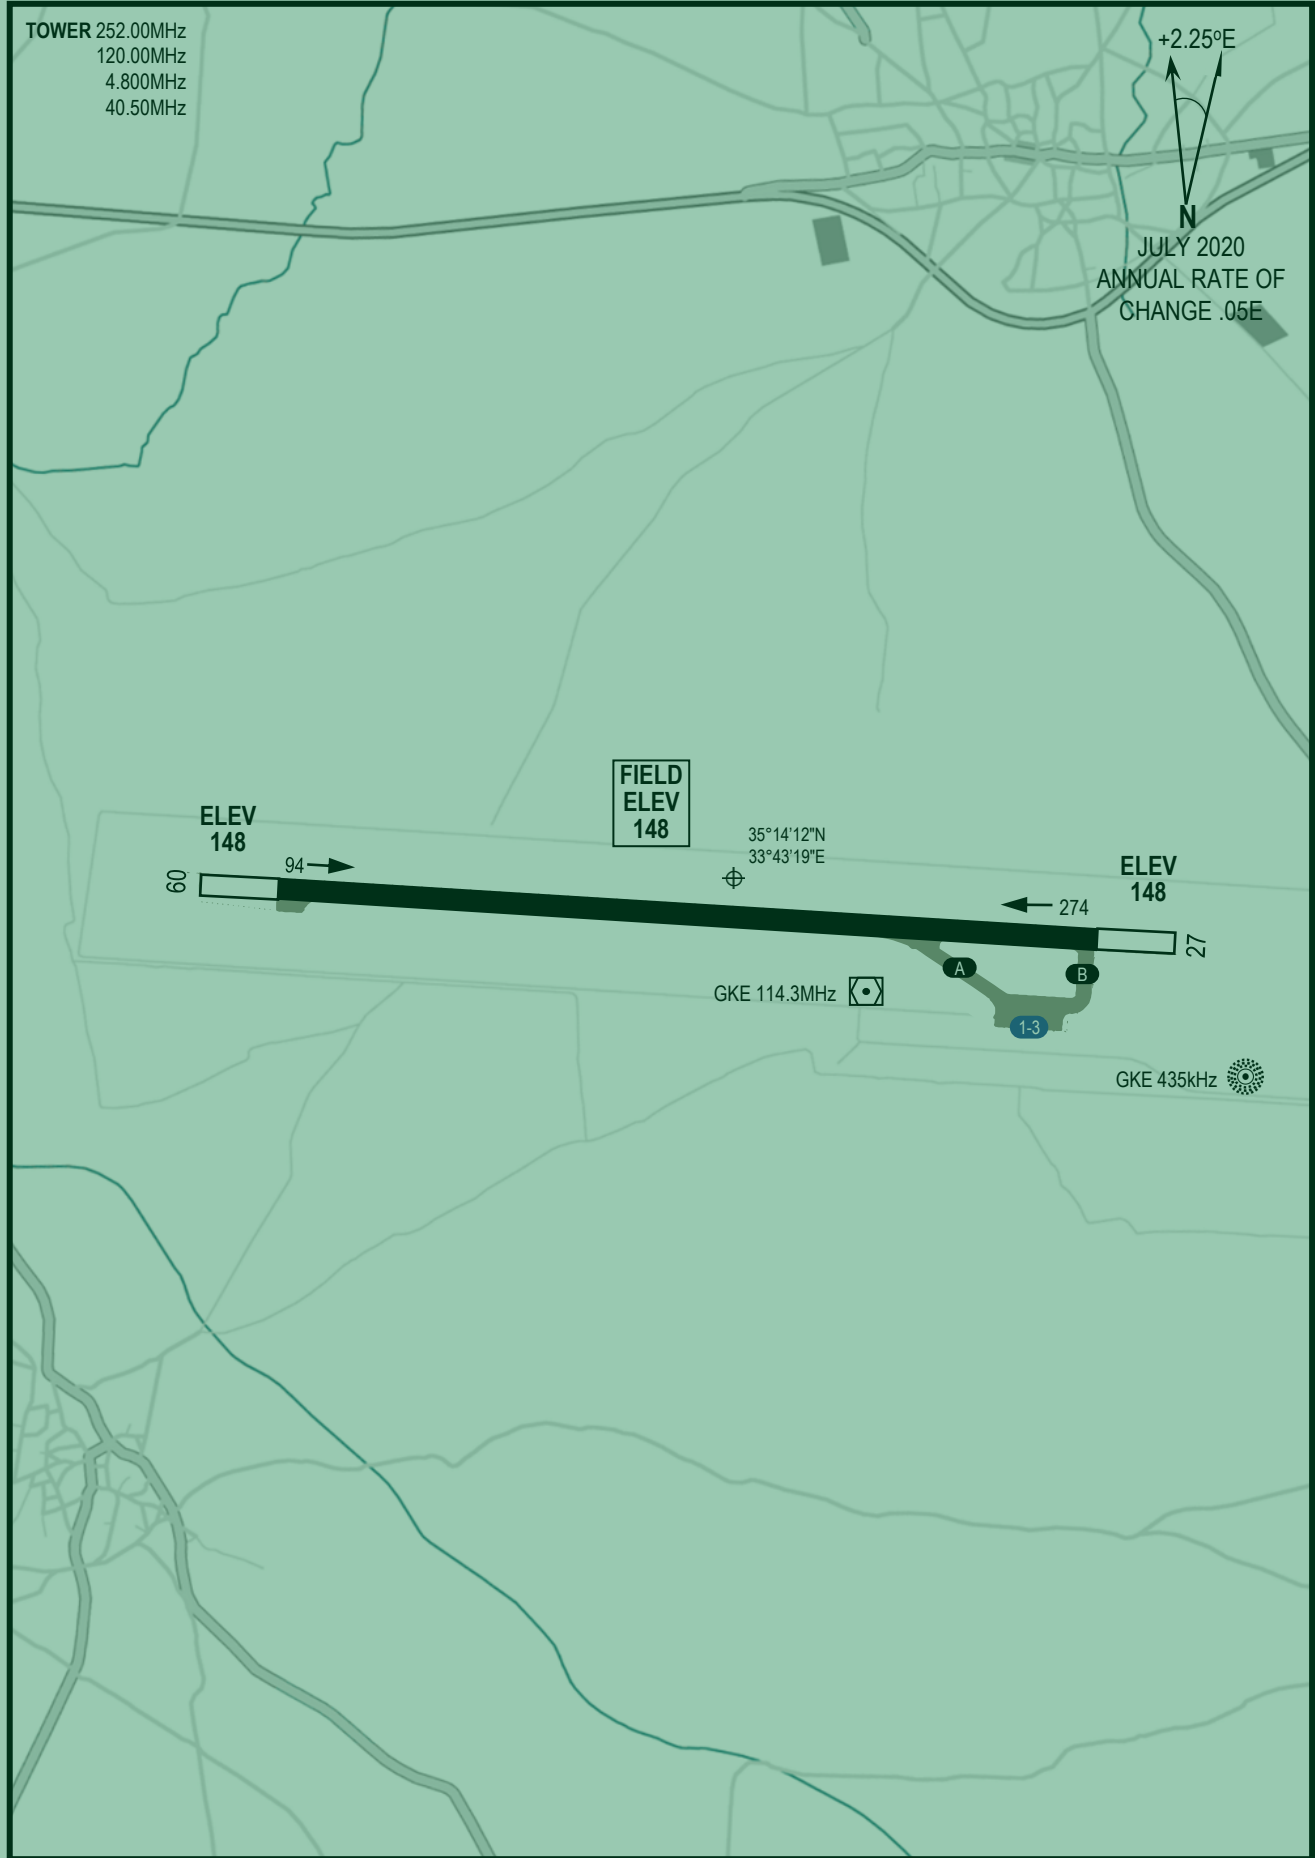 TOWER 252.00MHz
120.00MHz
4.800MHz
40.50MHz
+2.25ºE
N
JULY 2020
ANNUAL RATE OF
CHANGE .05E
FIELD
ELEV
148
ELEV
148
35°14'12"N
33°43'19"E
94
09
ELEV
148
274
27
A
B
GKE 114.3MHz
1-3
GKE 435kHz